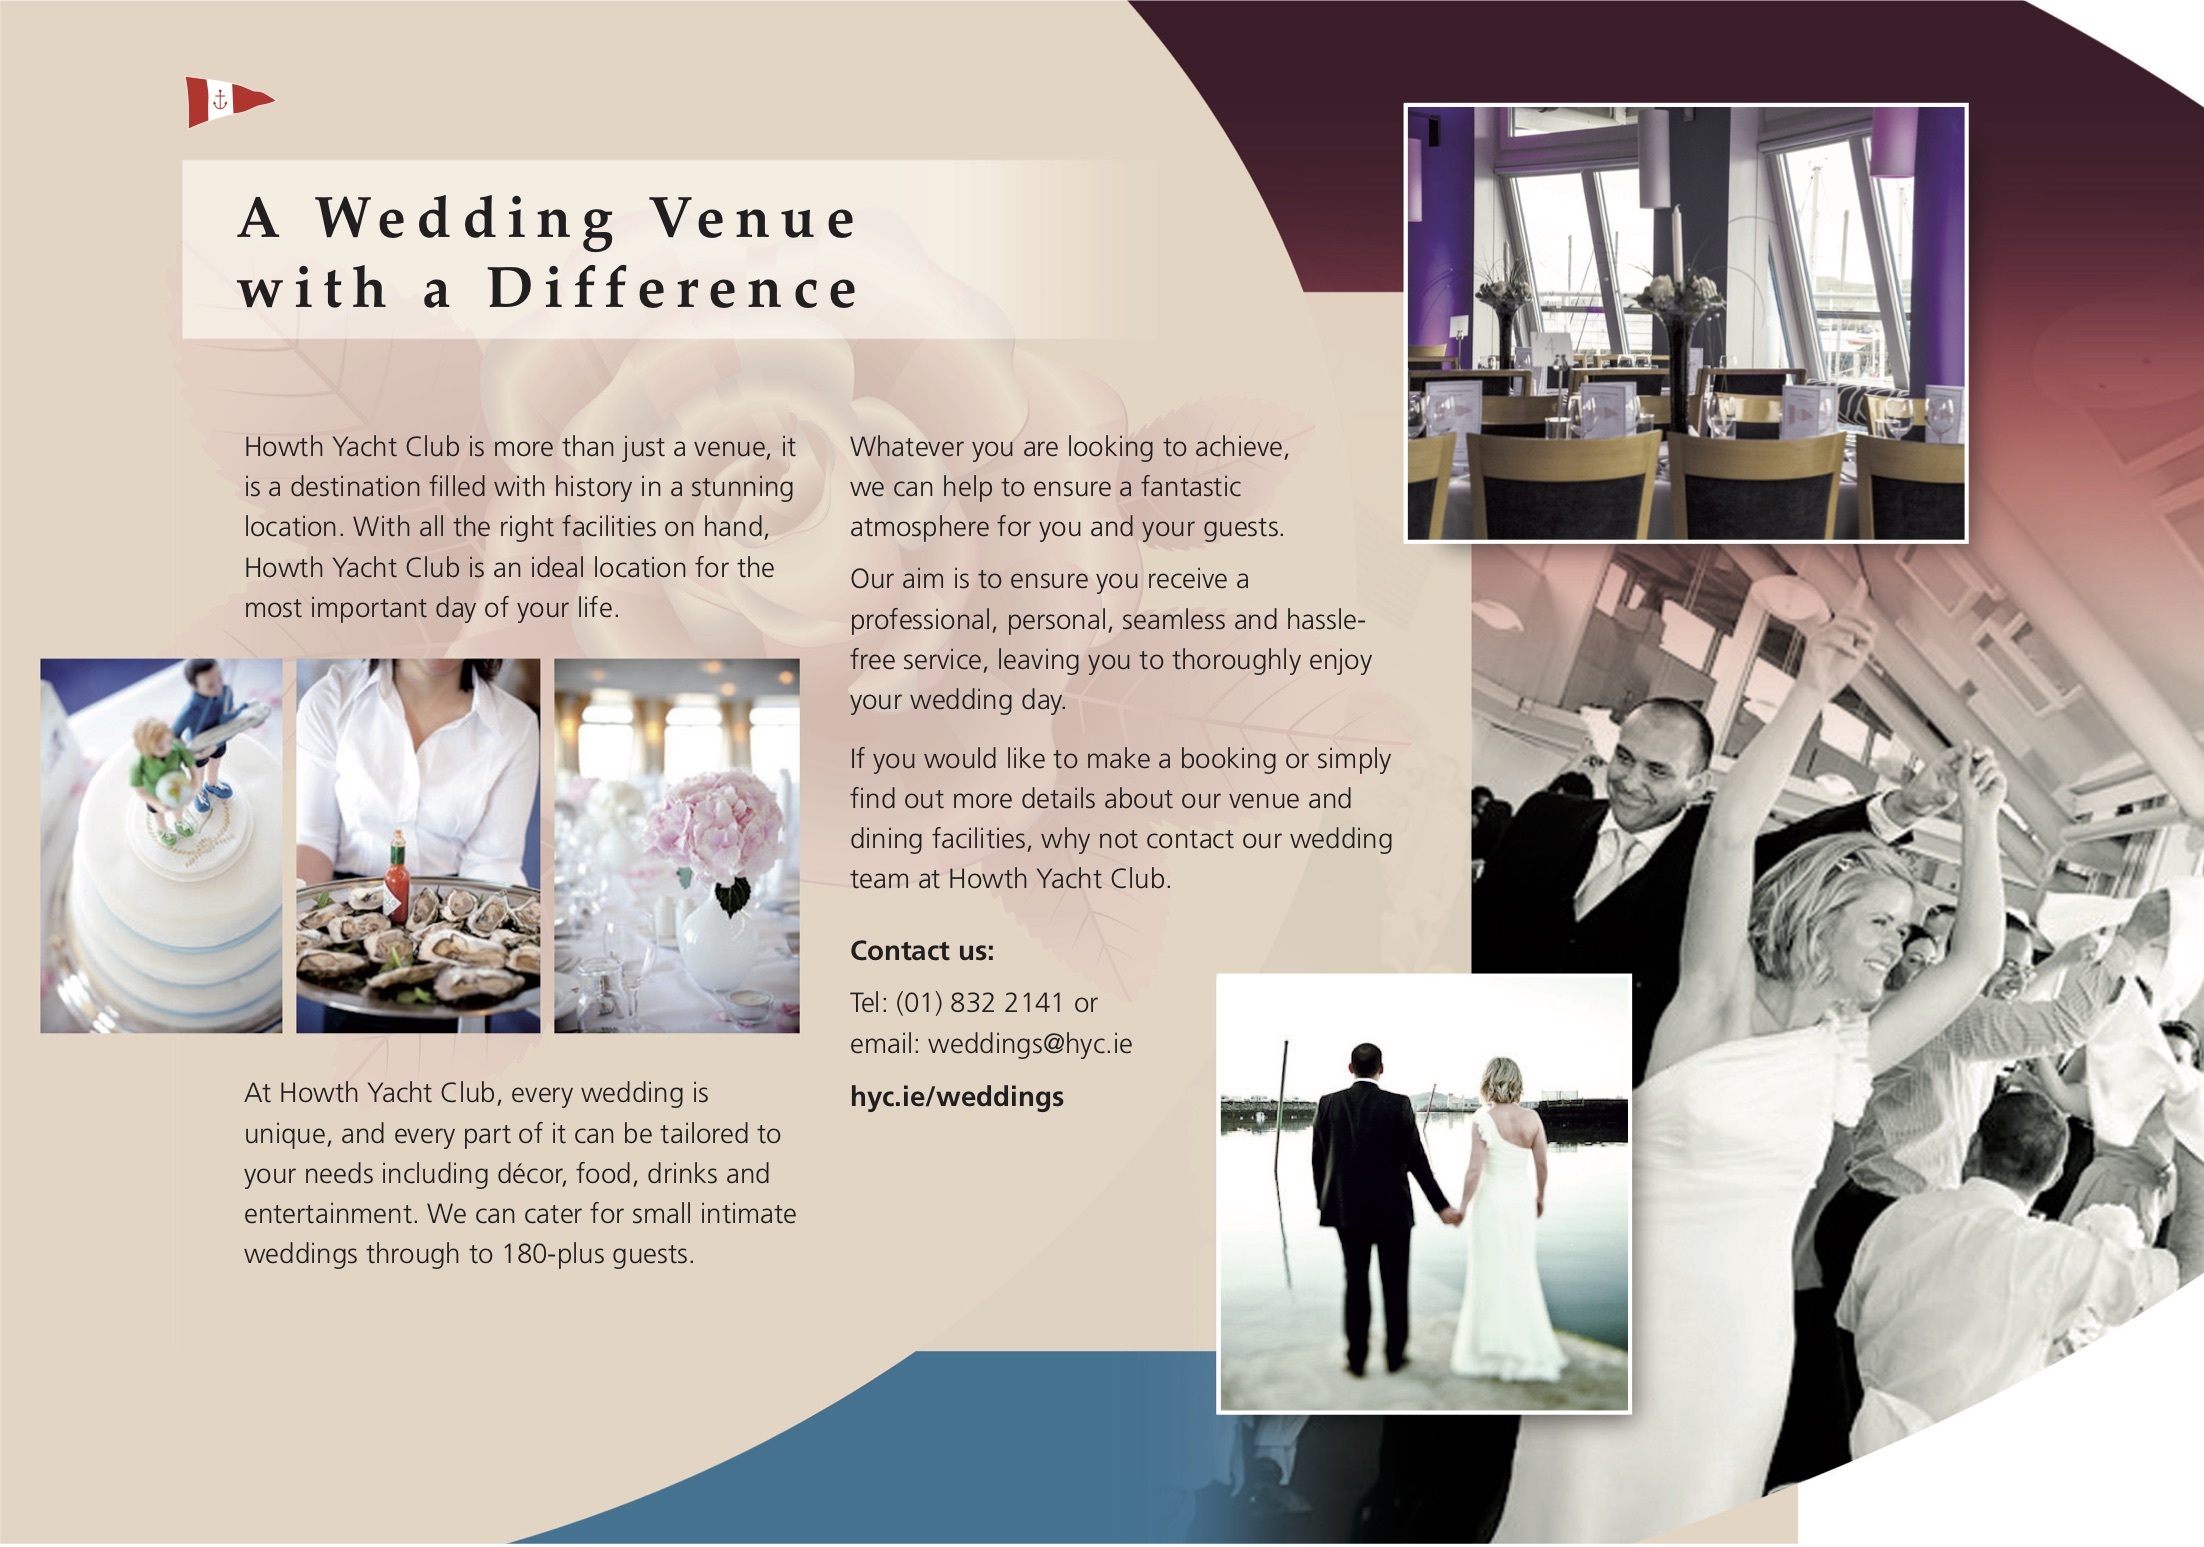 A Wedding Venue
with a Difference
Howth Yacht Club is more than just a venue, it
is a destination filled with history in a stunning
location. With all the right facilities on hand,
Howth Yacht Club is an ideal location for the
most important day of your life.
At Howth Yacht Club, every wedding is
unique, and every part of it can be tailored to
your needs including décor, food, drinks and
entertainment. We can cater for small intimate
weddings through to 180-plus guests.
Whatever you are looking to achieve,
we can help to ensure a fantastic
atmosphere for you and your guests.
Our aim is to ensure you receive a
professional, personal, seamless and hassle-
free service, leaving you to thoroughly enjoy
your wedding day.
If you would like to make a booking or simply
find out more details about our venue and
dining facilities, why not contact our wedding
team at Howth Yacht Club.
Contact us:
Tel: (01) 832 2141 or
email: weddings@hyc.ie
hyc.ie/weddings
4